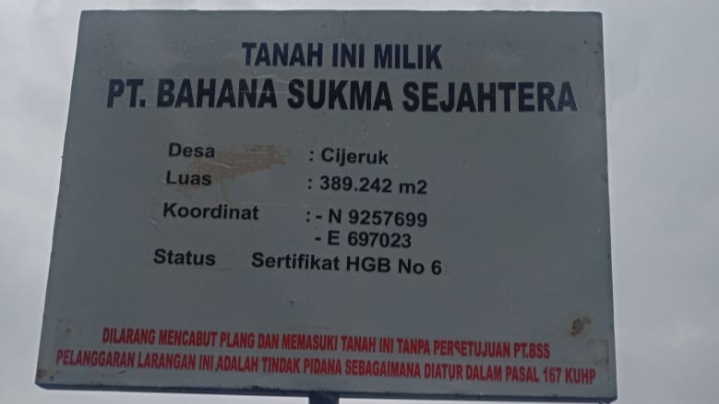 TANAH INI MILIK
PT. BAHANA SUKMA SEJAHTERA
Desa : Cijeruk
Luas : 389.242 m2
Koordinat : - N 9257699
- E 697023
Status Sertifikat HGB No 6
DILARANG MENCABUT PLANG DAN MEMASUKI TANAH INI TANPA PERSETUJUAN PT.BSS
PELANGGARAN LARANGAN INI ADALAH TINDAK PIDANA SEBAGAIMANA DIATUR DALAM PASAL 167 KUHP